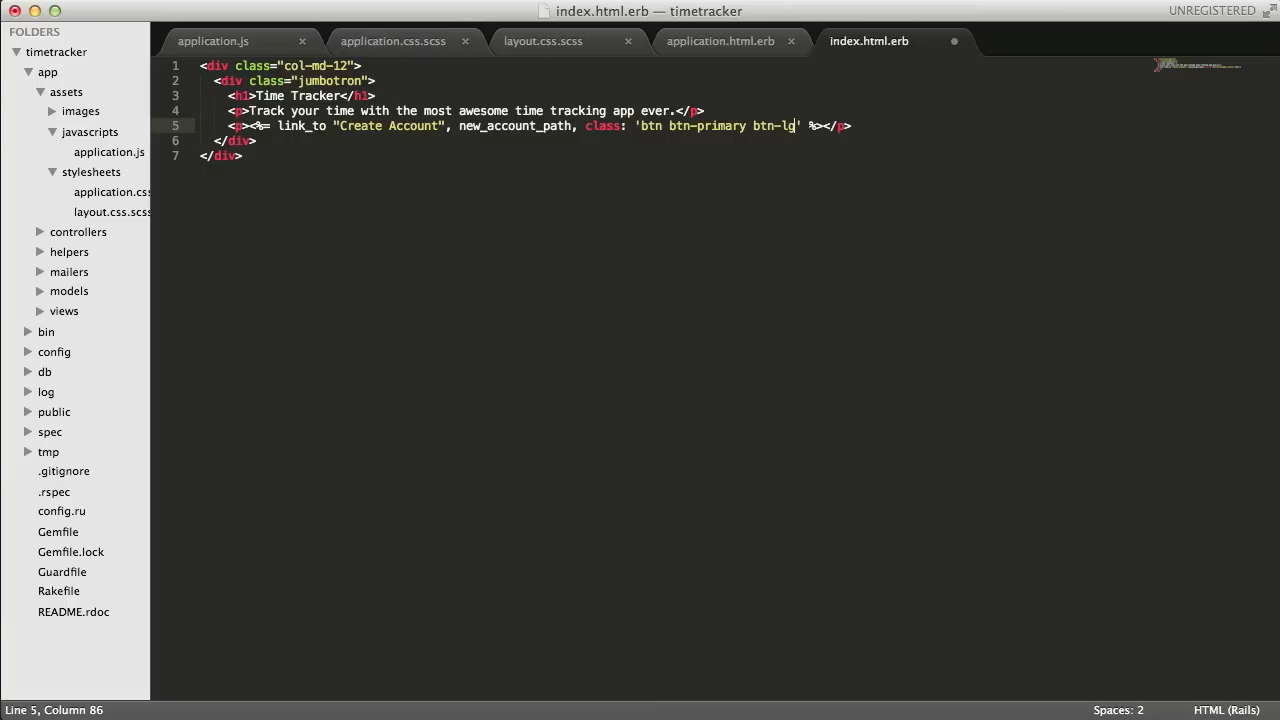 index.html.erb — timetracker
UNREGISTERED
FOLDERS
timetracker
app
assets
images
javascripts
application.js
stylesheets
application.css
layout.css.scss
controllers
helpers
mailers
models
views
bin
config
db
log
public
spec
tmp
.gitignore
.rspec
config.ru
Gemfile
Gemfile.lock
Guardfile
Rakefile
README.rdoc
application.js × application.css.scss × layout.css.scss × application.html.erb × index.html.erb
1 <div class="col-md-12">
2 <div class="jumbotron">
3 <h1>Time Tracker</h1>
4 <p>Track your time with the most awesome time tracking app ever.</p>
5 <p><%= link_to "Create Account", new_account_path, class: 'btn btn-primary btn-lg' %></p>
6 </div>
7 </div>
Line 5, Column 86
Spaces: 2
HTML (Rails)